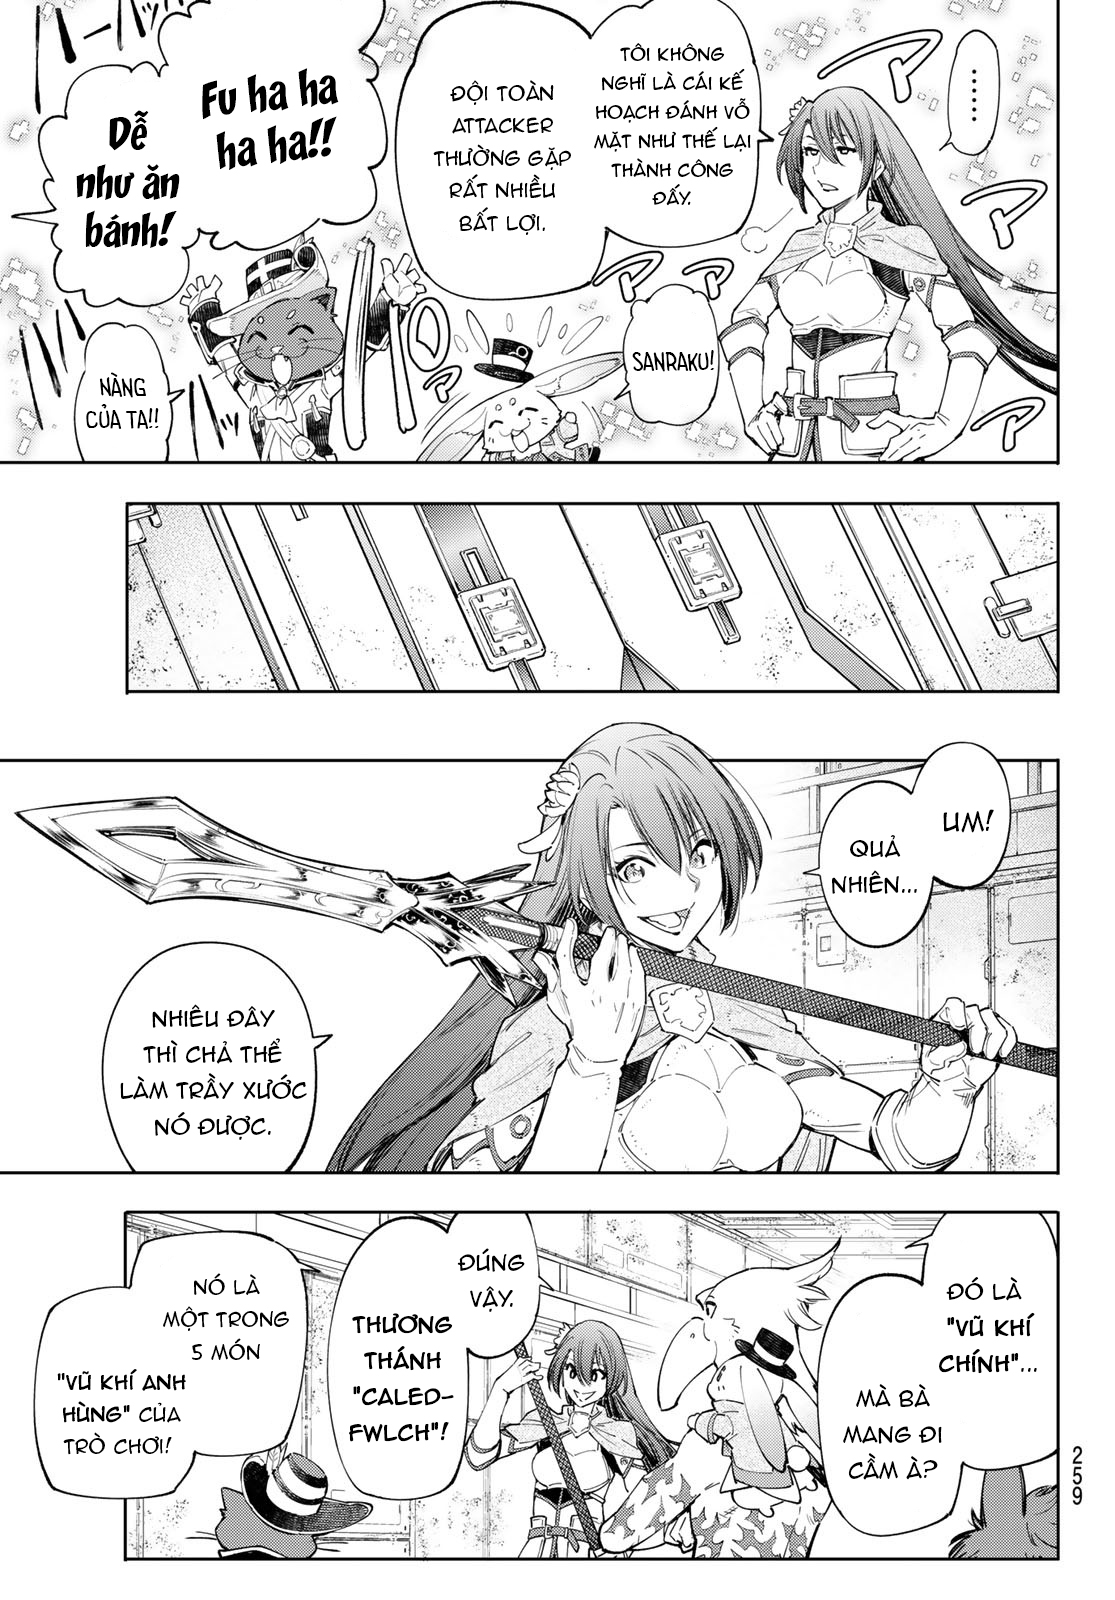 ……
TÔI KHÔNG
NGHĨ LÀ CÁI KẾ
HOẠCH ĐÁNH VỖ
MẶT NHƯ THẾ LẠI
THÀNH CÔNG
ĐẤY.
ĐỘI TOÀN
ATTACKER
THƯỜNG GẶP
RẤT NHIỀU
BẤT LỢI.
SANRAKU!
Fu ha ha
ha ha!!
Dễ
như ăn
bánh!
NÀNG
CỦA TA!!
UM!
QUẢ
NHIÊN...
NHIÊU ĐÂY
THÌ CHẢ THỂ
LÀM TRẦY XƯỚC
NÓ ĐƯỢC.
ĐÓ LÀ
"VŨ KHÍ
CHÍNH"...
MÀ BÀ
MANG ĐI
CẦM À?
ĐÚNG
VẬY.
THƯƠNG
THÁNH
"CALED-
FWLCH"!
NÓ LÀ
MỘT TRONG
5 MÓN
"VŨ KHÍ ANH
HÙNG" CỦA
TRÒ CHƠI!
259